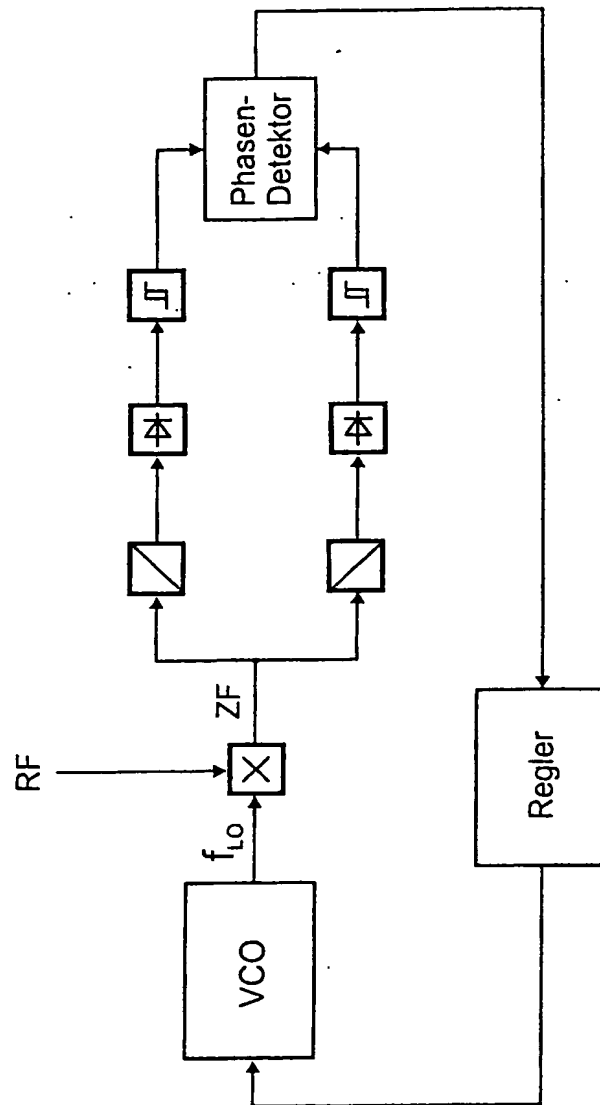 RF
VCO
f_LO
ZF
Phasen-
Detektor
Regler